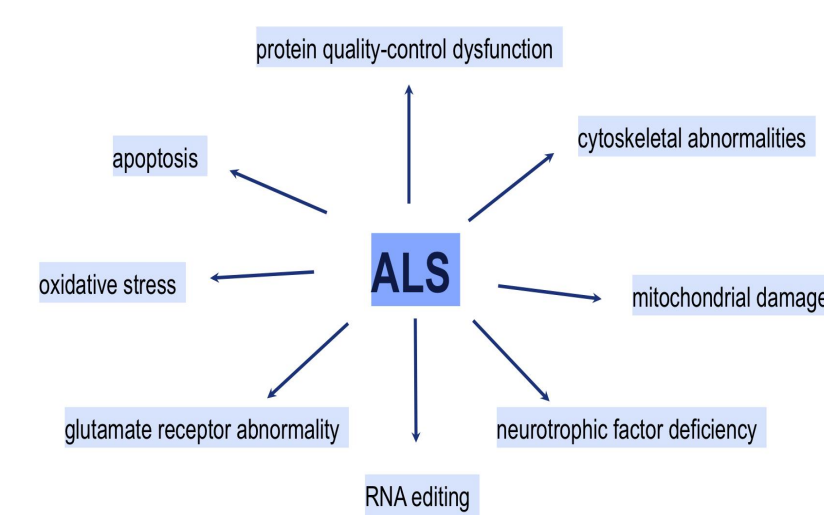 protein quality-control dysfunction
cytoskeletal abnormalities
apoptosis
ALS
oxidative stress
mitochondrial damage
glutamate receptor abnormality
neurotrophic factor deficiency
RNA editing